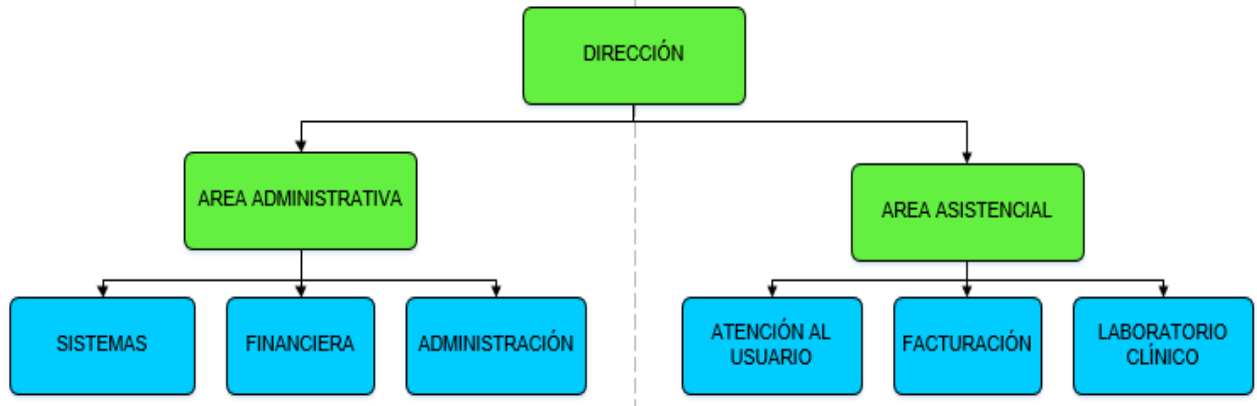 DIRECCIÓN
AREA ADMINISTRATIVA
AREA ASISTENCIAL
SISTEMAS
FINANCIERA
ADMINISTRACIÓN
ATENCIÓN AL
USUARIO
FACTURACIÓN
LABORATORIO
CLÍNICO